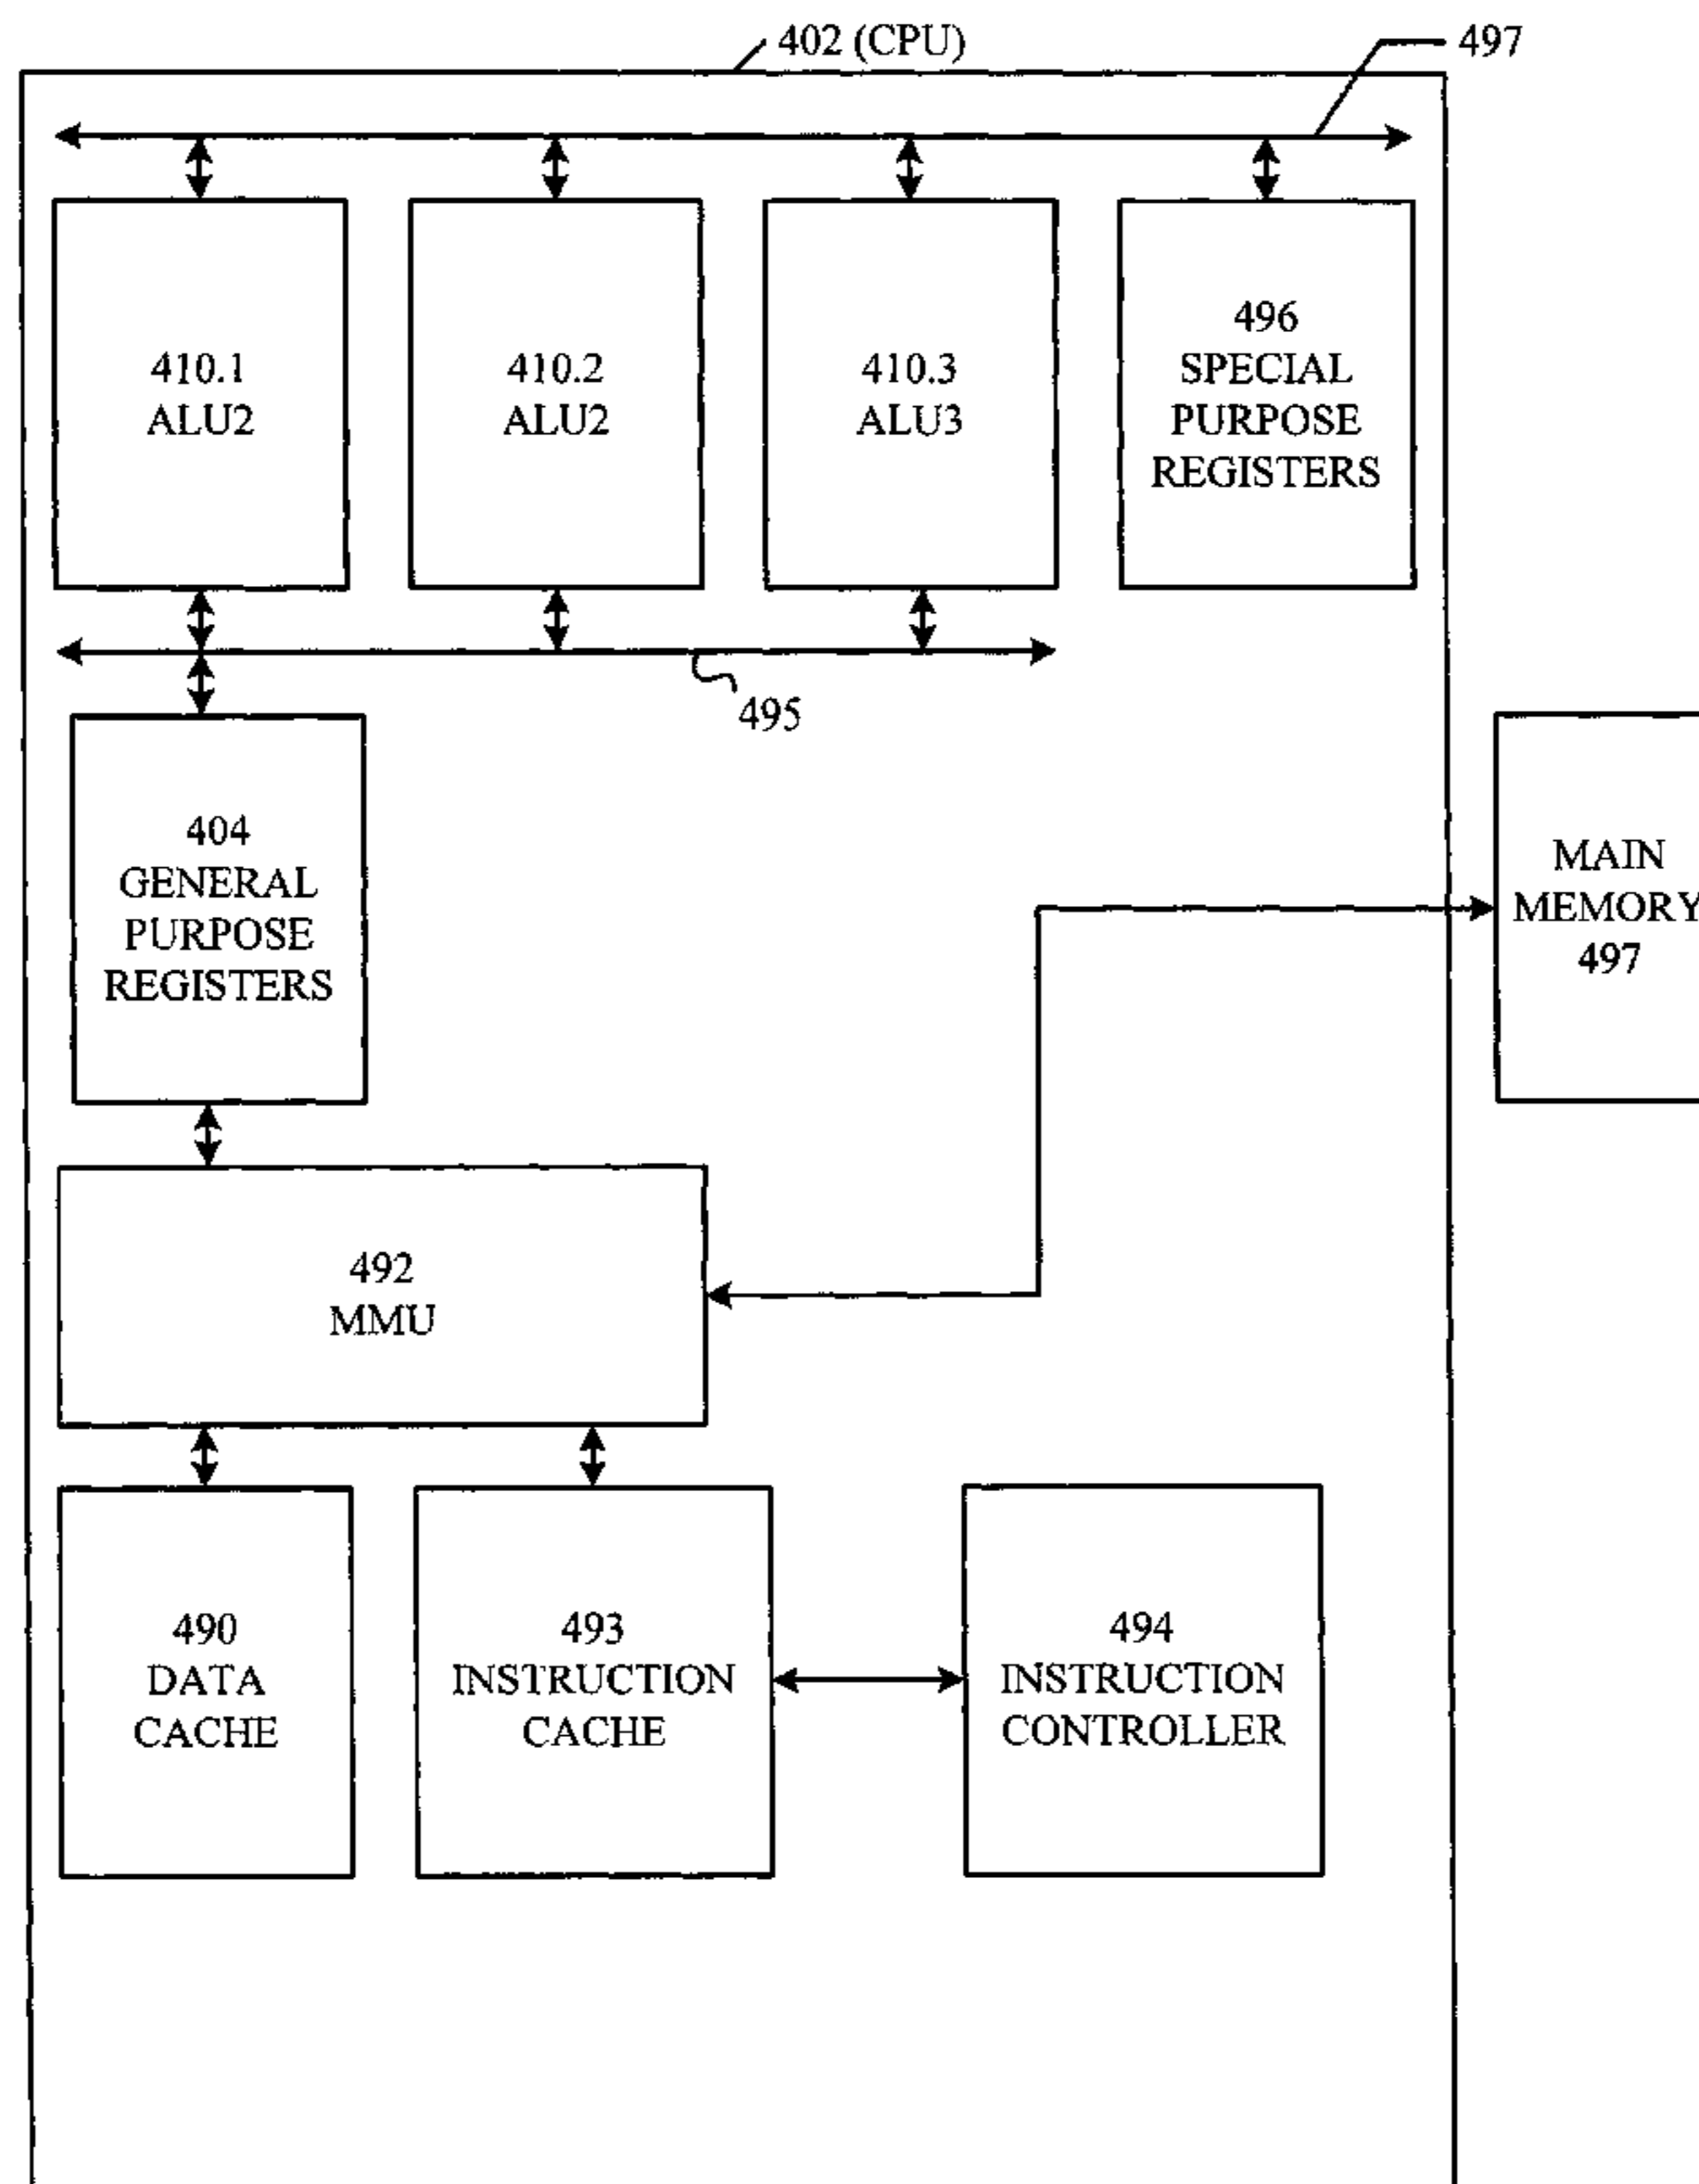 402 (CPU)
497
410.1
ALU2
410.2
ALU2
410.3
ALU3
496
SPECIAL
PURPOSE
REGISTERS
495
404
GENERAL
PURPOSE
REGISTERS
MAIN
MEMORY
497
492
MMU
490
DATA
CACHE
493
INSTRUCTION
CACHE
494
INSTRUCTION
CONTROLLER